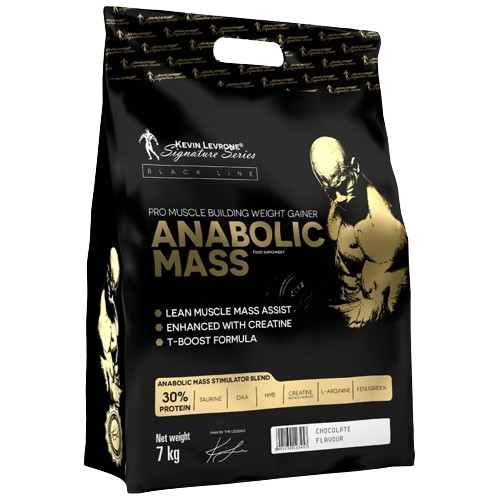 KEVIN LEVRONE®
Signature Series
BLACK LINE
PRO MUSCLE BUILDING WEIGHT GAINER
ANABOLIC
MASS
FOOD SUPPLEMENT
LEAN MUSCLE MASS ASSIST
ENHANCED WITH CREATINE
T-BOOST FORMULA
ANABOLIC MASS STIMULATOR BLEND
30% PROTEIN TAURINE DAA HMB CREATINE MONOHYDRATE L-ARGININE FENUGREEK
Net weight
7 kg
MADE BY THE LEGEND
CHOCOLATE
FLAVOUR